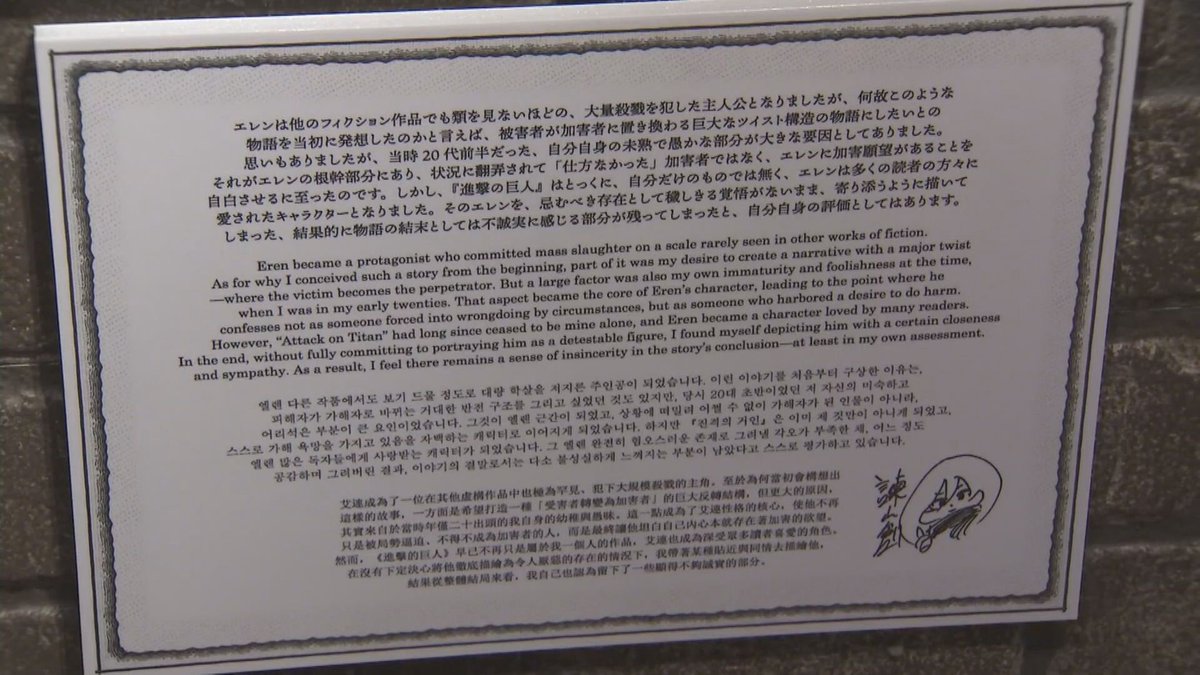 エレンは他のフィクション作品でも類を見ないほどの、大量殺戮を犯した主人公となりましたが、何故このような
物語を当初に発想したのかと言えば、被害者が加害者に置き換わる巨大なツイスト構造の物語にしたいとの
思いもありましたが、当時20代前半だった、自分自身の未熟で愚かな部分が大きな要因としてありました。
それがエレンの根幹部分にあり、状況に翻弄されて「仕方なかった」加害者ではなく、エレンに加害願望があることを
自白させるに至ったのです。しかし、『進撃の巨人』はとっくに、自分だけのものでは無く、エレンは多くの読者の方々に
愛されたキャラクターとなりました。そのエレンを、忌むべき存在として穢しきる覚悟がないまま、寄り添うように描いて
しまった、結果的に物語の結末としては不誠実に感じる部分が残ってしまったと、自分自身の評価としてはあります。
Eren became a protagonist who committed mass slaughter on a scale rarely seen in other works of fiction.
As for why I conceived such a story from the beginning, part of it was my desire to create a narrative with a major twist
—where the victim becomes the perpetrator. But a large factor was also my own immaturity and foolishness at the time,
when I was in my early twenties. That aspect became the core of Eren's character, leading to the point where he
confesses not as someone forced into wrongdoing by circumstances, but as someone who harbored a desire to do harm.
However, "Attack on Titan" had long since ceased to be mine alone, and Eren became a character loved by many readers.
In the end, without fully committing to portraying him as a detestable figure, I found myself depicting him with a certain closeness
and sympathy. As a result, I feel there remains a sense of insincerity in the story's conclusion—at least in my own assessment.
엘렌 다른 작품에서도 보기 드물 정도로 대량 학살을 저지른 주인공이 되었습니다. 이런 이야기를 처음부터 구상한 이유는,
피해자가 가해자로 바뀌는 거대한 반전 구조를 그리고 싶었던 것도 있지만, 당시 20대 초반이었던 저 자신의 미숙하고
어리석은 부분이 큰 요인이었습니다. 그것이 엘렌 근간이 되었고, 상황에 떠밀려 어쩔 수 없이 가해자가 된 인물이 아니라,
스스로 가해 욕망을 가지고 있음을 자백하는 캐릭터로 이어지게 되었습니다. 하지만 『진격의 거인』은 이미 제 것만이 아니게 되었고,
엘렌 많은 독자들에게 사랑받는 캐릭터가 되었습니다. 그 엘렌 완전히 혐오스러운 존재로 그려낼 각오가 부족한 채, 어느 정도
공감하며 그려버린 결과, 이야기의 결말로서는 다소 불성실하게 느껴지는 부분이 남았다고 스스로 평가하고 있습니다.
艾連成為了一位在其他虛構作品中也極為罕見、犯下大規模殺戮的主角。至於為何當初會構想出
這樣的故事，一方面是希望打造一種「受害者轉變為加害者」的巨大反轉結構，但更大的原因，
其實來自於當時年僅二十出頭的我自身的幼稚與愚昧。這一點成為了艾連性格的核心，使他不再
只是被局勢逼迫、不得不成為加害者的人，而是最終讓他坦白自己內心本就存在著加害的欲望。
然而，《進擊的巨人》早已不再只是屬於我一個人的作品，艾連也成為深受眾多讀者喜愛的角色。
在沒有下定決心將他徹底描繪為令人厭惡的存在的情況下，我帶著某種貼近與同情去描繪他，
結果從整體結局來看，我自己也認為留下了一些顯得不夠誠實的部分。
諫山創